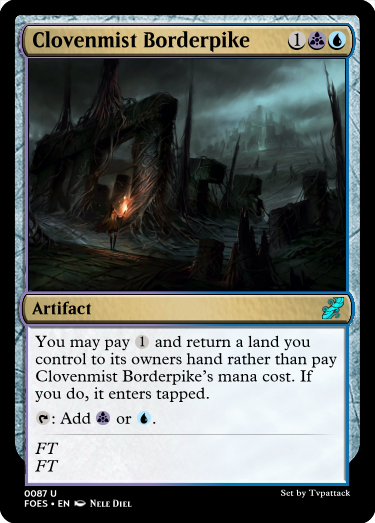 Clovenmist Borderpike 1
Artifact
You may pay 1 and return a land you
control to its owners hand rather than pay
Clovenmist Borderpike's mana cost. If
you do, it enters tapped.
: Add or .
FT
FT
0087 U
FOES • EN Nele Diel
Set by Tvpattack